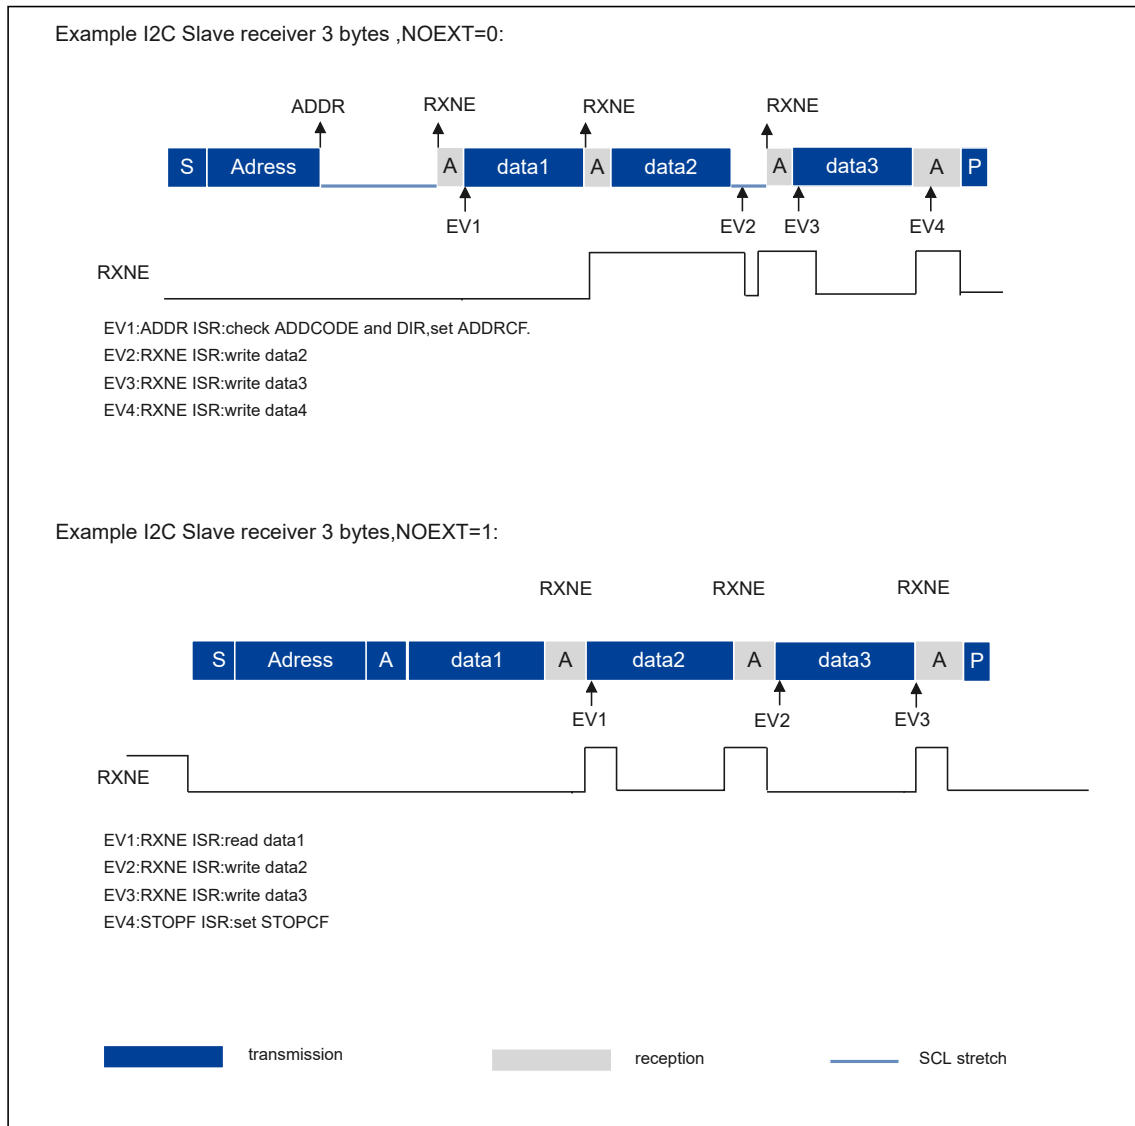 Example I2C Slave receiver 3 bytes ,NOEXT=0:
ADDR RXNE RXNE RXNE
S Adress A data1 A data2 A data3 A P
EV1 EV2 EV3 EV4
RXNE
EV1:ADDR ISR:check ADDCODE and DIR,set ADDRCF.
EV2:RXNE ISR:write data2
EV3:RXNE ISR:write data3
EV4:RXNE ISR:write data4
Example I2C Slave receiver 3 bytes,NOEXT=1:
RXNE RXNE RXNE
S Adress A data1 A data2 A data3 A P
EV1 EV2 EV3
RXNE
EV1:RXNE ISR:read data1
EV2:RXNE ISR:write data2
EV3:RXNE ISR:write data3
EV4:STOPF ISR:set STOPCF
transmission reception SCL stretch